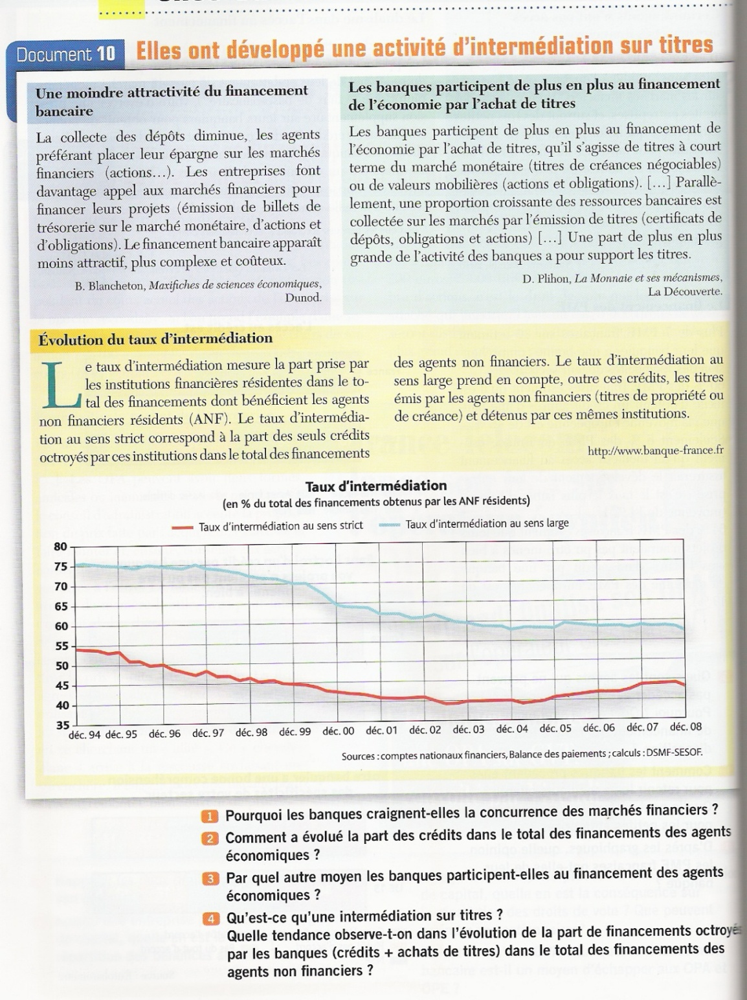 Document 10
Elles ont développé une activité d'intermédiation sur titres
Une moindre attractivité du financement
bancaire
La collecte des dépôts diminue, les agents
préférant placer leur épargne sur les marchés
financiers (actions…). Les entreprises font
davantage appel aux marchés financiers pour
financer leurs projets (émission de billets de
trésorerie sur le marché monétaire, d'actions et
d'obligations). Le financement bancaire apparaît
moins attractif, plus complexe et coûteux.
B. Blancheton, Maxifiches de sciences économiques,
Dunod.
Les banques participent de plus en plus au financement
de l'économie par l'achat de titres
Les banques participent de plus en plus au financement de
l'économie par l'achat de titres, qu'il s'agisse de titres à court
terme du marché monétaire (titres de créances négociables)
ou de valeurs mobilières (actions et obligations). […] Parallè-
lement, une proportion croissante des ressources bancaires est
collectée sur les marchés par l'émission de titres (certificats de
dépôts, obligations et actions) […] Une part de plus en plus
grande de l'activité des banques a pour support les titres.
D. Plihon, La Monnaie et ses mécanismes,
La Découverte.
Évolution du taux d'intermédiation
Le taux d'intermédiation mesure la part prise par
les institutions financières résidentes dans le to-
tal des financements dont bénéficient les agents
non financiers résidents (ANF). Le taux d'intermédia-
tion au sens strict correspond à la part des seuls crédits
octroyés par ces institutions dans le total des financements
des agents non financiers. Le taux d'intermédiation au
sens large prend en compte, outre ces crédits, les titres
émis par les agents non financiers (titres de propriété ou
de créance) et détenus par ces mêmes institutions.
http://www.banque-france.fr
Taux d'intermédiation
(en % du total des financements obtenus par les ANF résidents)
Taux d'intermédiation au sens strict Taux d'intermédiation au sens large
80
75
70
65
60
55
50
45
40
35
déc. 94 déc. 95 déc. 96 déc. 97 déc. 98 déc. 99 déc. 00 déc. 01 déc. 02 déc. 03 déc. 04 déc. 05 déc. 06 déc. 07 déc. 08
Sources : comptes nationaux financiers, Balance des paiements ; calculs : DSMF-SESOF.
1 Pourquoi les banques craignent-elles la concurrence des marchés financiers ?
2 Comment a évolué la part des crédits dans le total des financements des agents
économiques ?
3 Par quel autre moyen les banques participent-elles au financement des agents
économiques ?
4 Qu'est-ce qu'une intermédiation sur titres ?
Quelle tendance observe-t-on dans l'évolution de la part de financements octroyés
par les banques (crédits + achats de titres) dans le total des financements des
agents non financiers ?